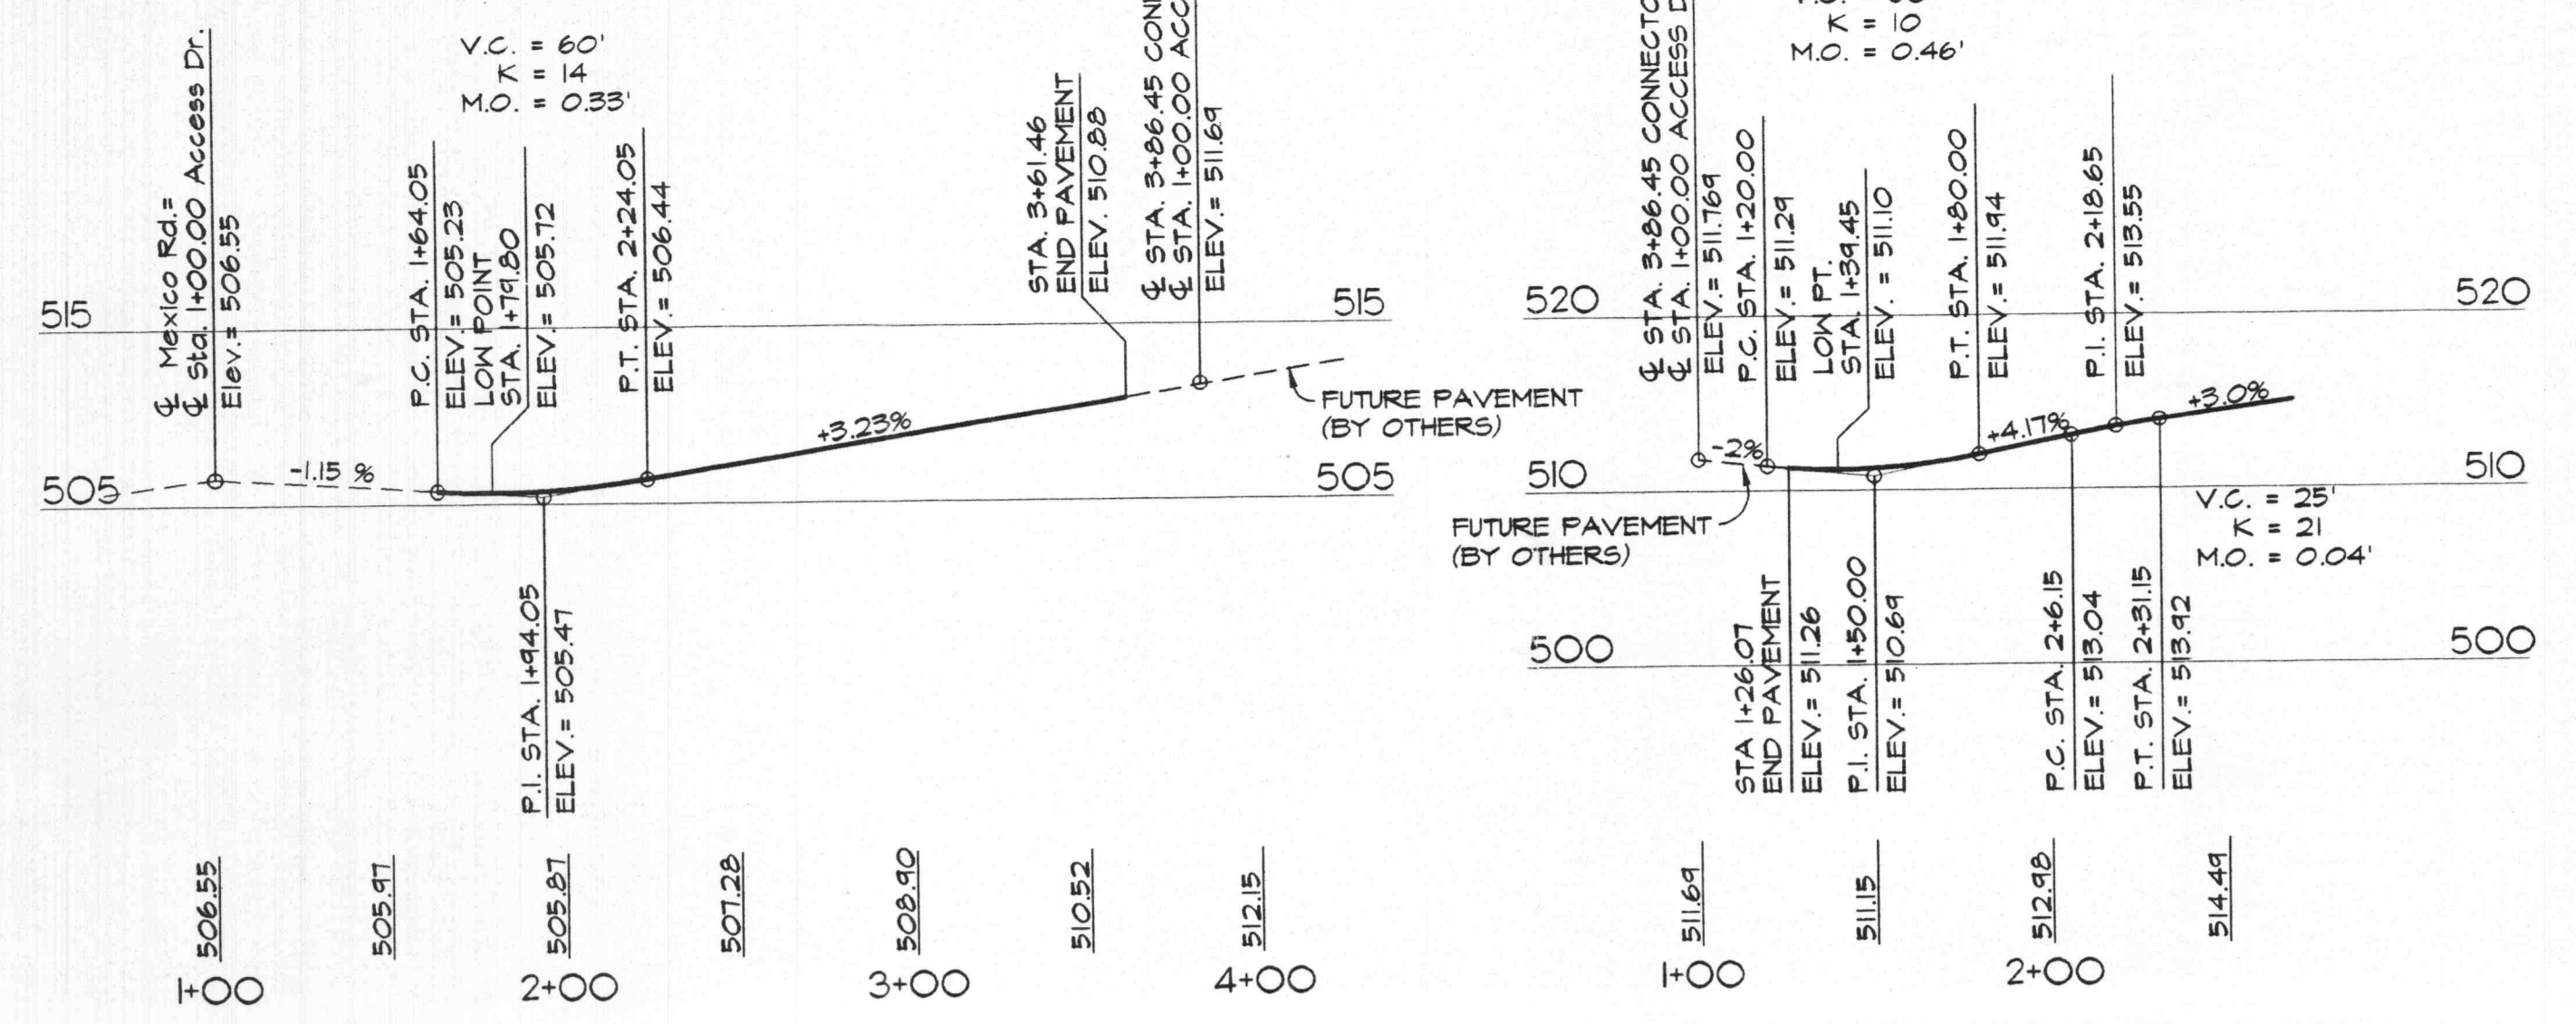 ℄ Mexico Rd.=
℄ Sta. 1+00.00 Access Dr.
Elev.= 506.55
V.C. = 60'
K = 14
M.O. = 0.33'
P.C. STA. 1+64.05
ELEV.= 505.23
LOW POINT
STA. 1+79.80
ELEV.= 505.72
P.T. STA. 2+24.05
ELEV.= 506.44
STA. 3+61.46
END PAVEMENT
ELEV. 510.88
℄ STA. 3+86.45
℄ STA. 1+00.00
ELEV.= 511.69
515
515
-1.15 %
+3.23%
FUTURE PAVEMENT
(BY OTHERS)
505
505
P.I. STA. 1+94.05
ELEV.= 505.47
506.55
505.97
505.87
507.28
508.90
510.52
512.15
1+00
2+00
3+00
4+00
K = 10
M.O. = 0.46'
℄ STA. 3+86.45
℄ STA. 1+00.00 ACCESS
ELEV.= 511.769
P.C. STA. 1+20.00
ELEV.= 511.29
LOW PT.
STA. 1+39.45
ELEV. = 511.10
P.T. STA. 1+80.00
ELEV.= 511.94
P.I. STA. 2+18.65
ELEV.= 513.55
520
520
-2%
+4.17%
+3.0%
510
510
FUTURE PAVEMENT
(BY OTHERS)
V.C. = 25'
K = 21
M.O. = 0.04'
500
500
STA 1+26.07
END PAVEMENT
ELEV.= 511.26
P.I. STA. 1+50.00
ELEV.= 510.69
P.C. STA. 2+6.15
ELEV.= 513.04
P.T. STA. 2+31.15
ELEV.= 513.92
511.69
511.15
512.98
514.49
1+00
2+00